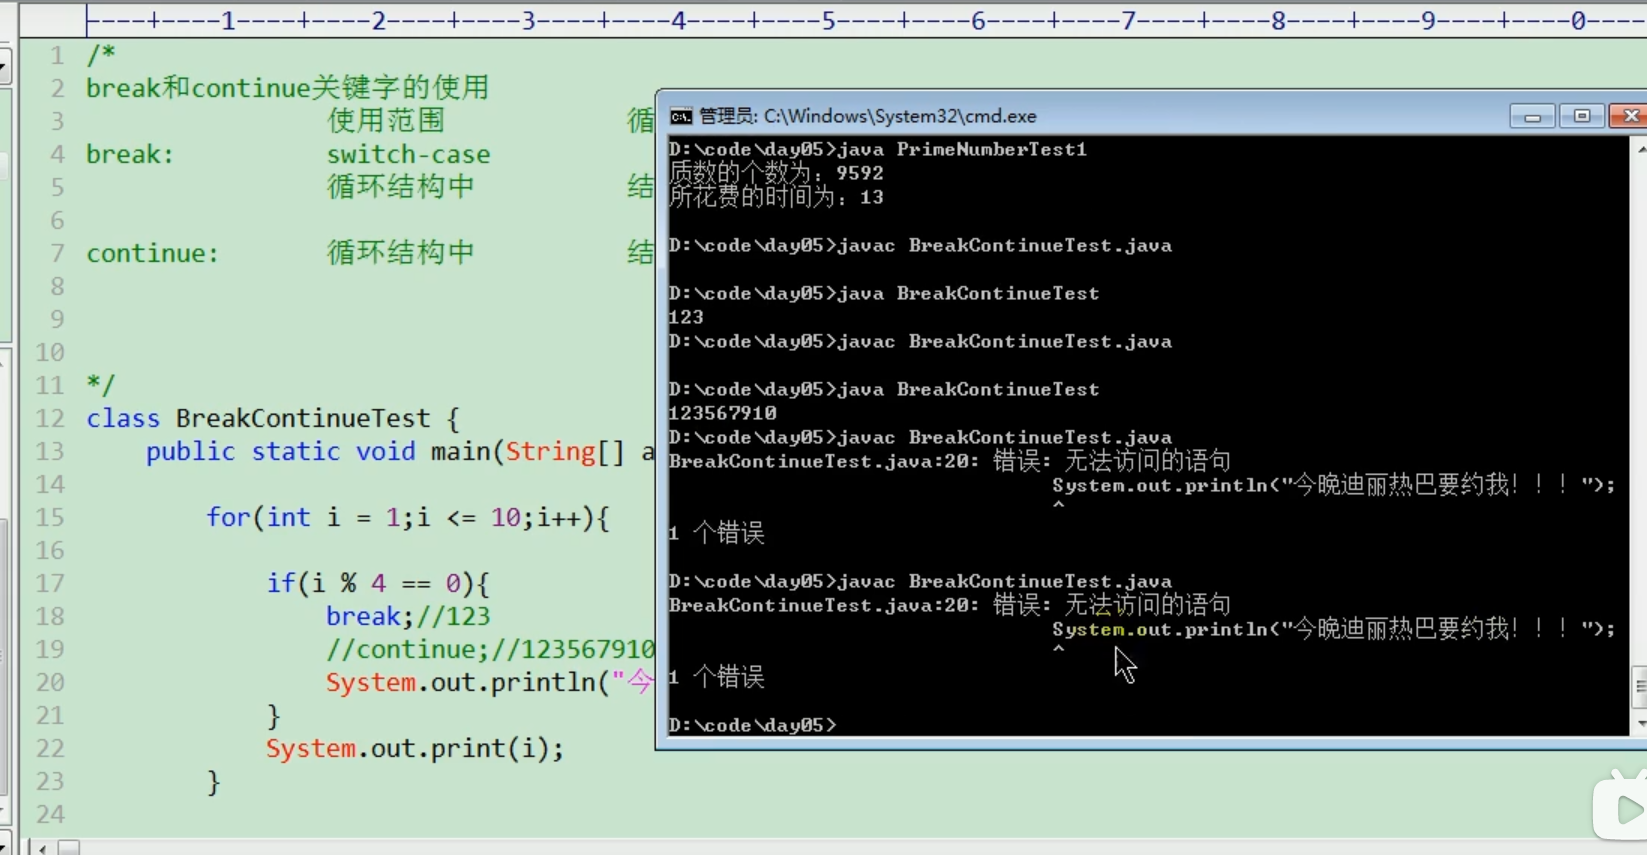 |----+----1----+----2----+----3----+----4----+----5----+----6----+----7----+----8----+----9----+----0----
1 /*
2 break和continue关键字的使用
3 使用范围 循
4 break: switch-case
5 循环结构中 结
6
7 continue: 循环结构中 结
8
9
10
11 */
12 class BreakContinueTest {
13 public static void main(String[] a
14
15 for(int i = 1;i <= 10;i++){
16
17 if(i % 4 == 0){
18 break;//123
19 //continue;//123567910
20 System.out.println("今
21 }
22 System.out.print(i);
23 }
24
管理员: C:\Windows\System32\cmd.exe
D:\code\day05>java PrimeNumberTest1
质数的个数为：9592
所花费的时间为：13
D:\code\day05>javac BreakContinueTest.java
D:\code\day05>java BreakContinueTest
123
D:\code\day05>javac BreakContinueTest.java
D:\code\day05>java BreakContinueTest
123567910
D:\code\day05>javac BreakContinueTest.java
BreakContinueTest.java:20: 错误: 无法访问的语句
System.out.println("今晚迪丽热巴要约我！！！");
^
1 个错误
D:\code\day05>javac BreakContinueTest.java
BreakContinueTest.java:20: 错误: 无法访问的语句
System.out.println("今晚迪丽热巴要约我！！！");
^
1 个错误
D:\code\day05>